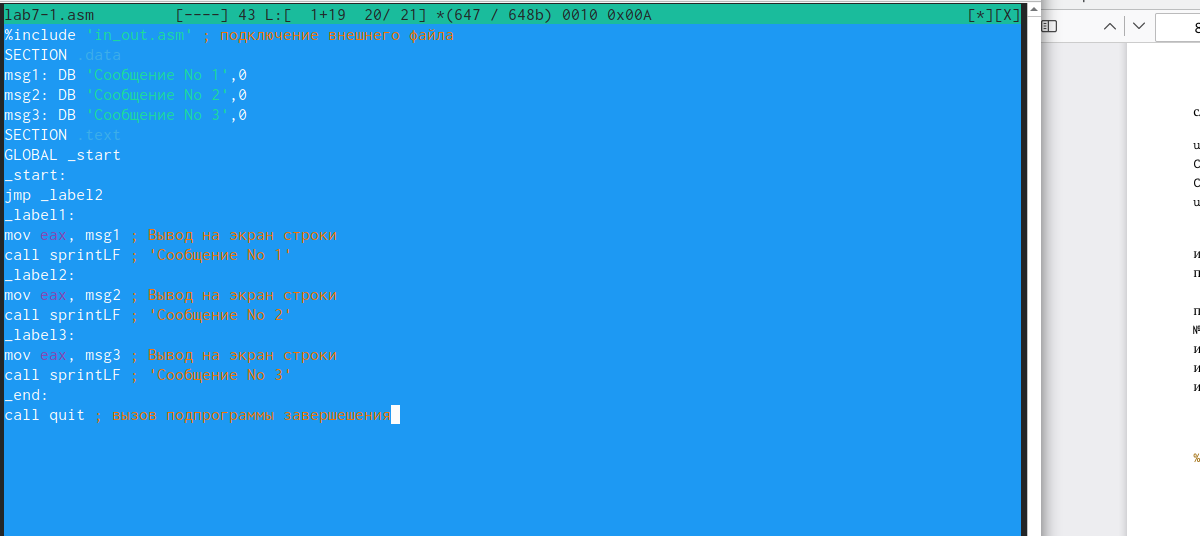 lab7-1.asm [----] 43 L:[ 1+19 20/ 21] *(647 / 648b) 0010 0x00A [*][X]
%include 'in_out.asm' ; подключение внешнего файла
SECTION .data
msg1: DB 'Сообщение No 1',0
msg2: DB 'Сообщение No 2',0
msg3: DB 'Сообщение No 3',0
SECTION .text
GLOBAL _start
_start:
jmp _label2
_label1:
mov eax, msg1 ; Вывод на экран строки
call sprintLF ; 'Сообщение No 1'
_label2:
mov eax, msg2 ; Вывод на экран строки
call sprintLF ; 'Сообщение No 2'
_label3:
mov eax, msg3 ; Вывод на экран строки
call sprintLF ; 'Сообщение No 3'
_end:
call quit ; вызов подпрограммы завершешения